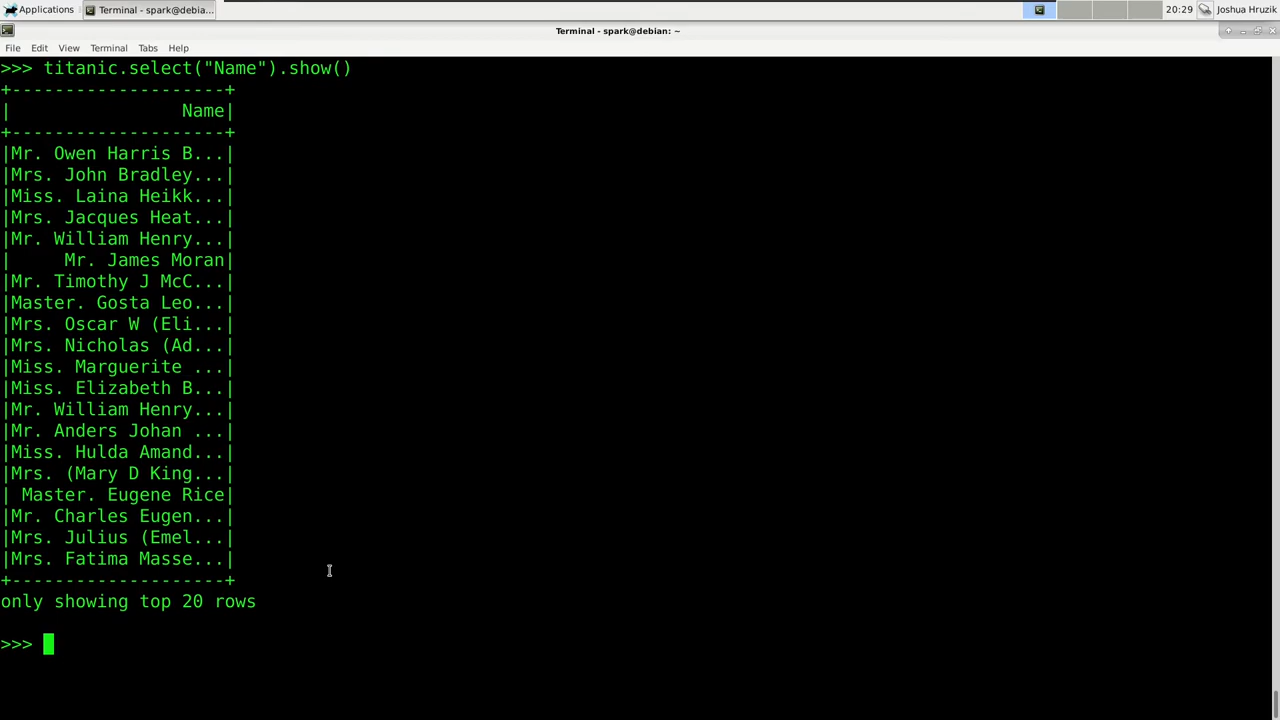 Applications Terminal - spark@debia... 20:29 Joshua Hruzik
Terminal - spark@debian: ~
File Edit View Terminal Tabs Help
>>> titanic.select("Name").show()
+--------------------+
|                Name|
+--------------------+
|Mr. Owen Harris B...|
|Mrs. John Bradley...|
|Miss. Laina Heikk...|
|Mrs. Jacques Heat...|
|Mr. William Henry...|
|     Mr. James Moran|
|Mr. Timothy J McC...|
|Master. Gosta Leo...|
|Mrs. Oscar W (Eli...|
|Mrs. Nicholas (Ad...|
|Miss. Marguerite ...|
|Miss. Elizabeth B...|
|Mr. William Henry...|
|Mr. Anders Johan ...|
|Miss. Hulda Amand...|
|Mrs. (Mary D King...|
| Master. Eugene Rice|
|Mr. Charles Eugen...|
|Mrs. Julius (Emel...|
|Mrs. Fatima Masse...|
+--------------------+
only showing top 20 rows
>>>